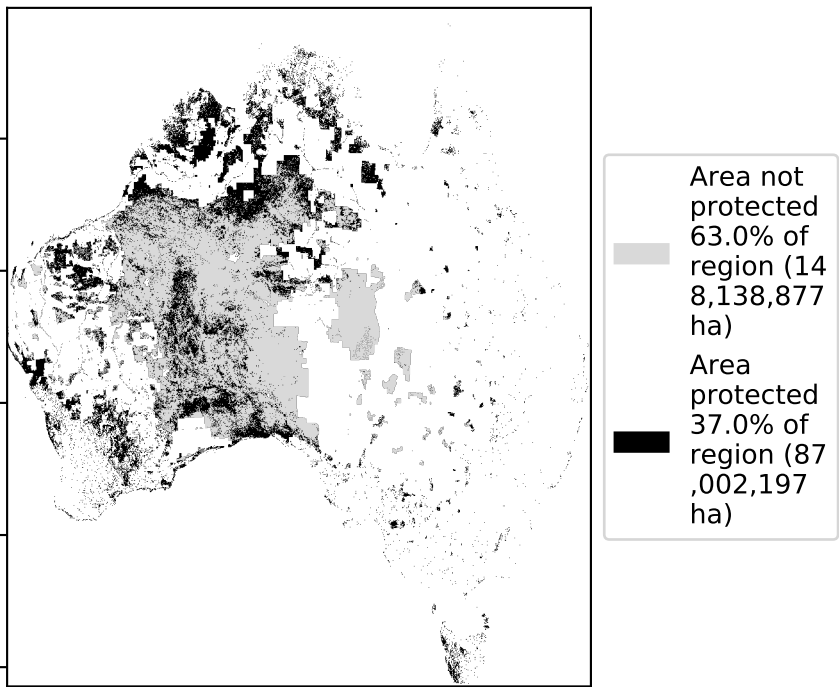 Area not
protected
63.0% of
region (14
8,138,877
ha)
Area
protected
37.0% of
region (87
,002,197
ha)